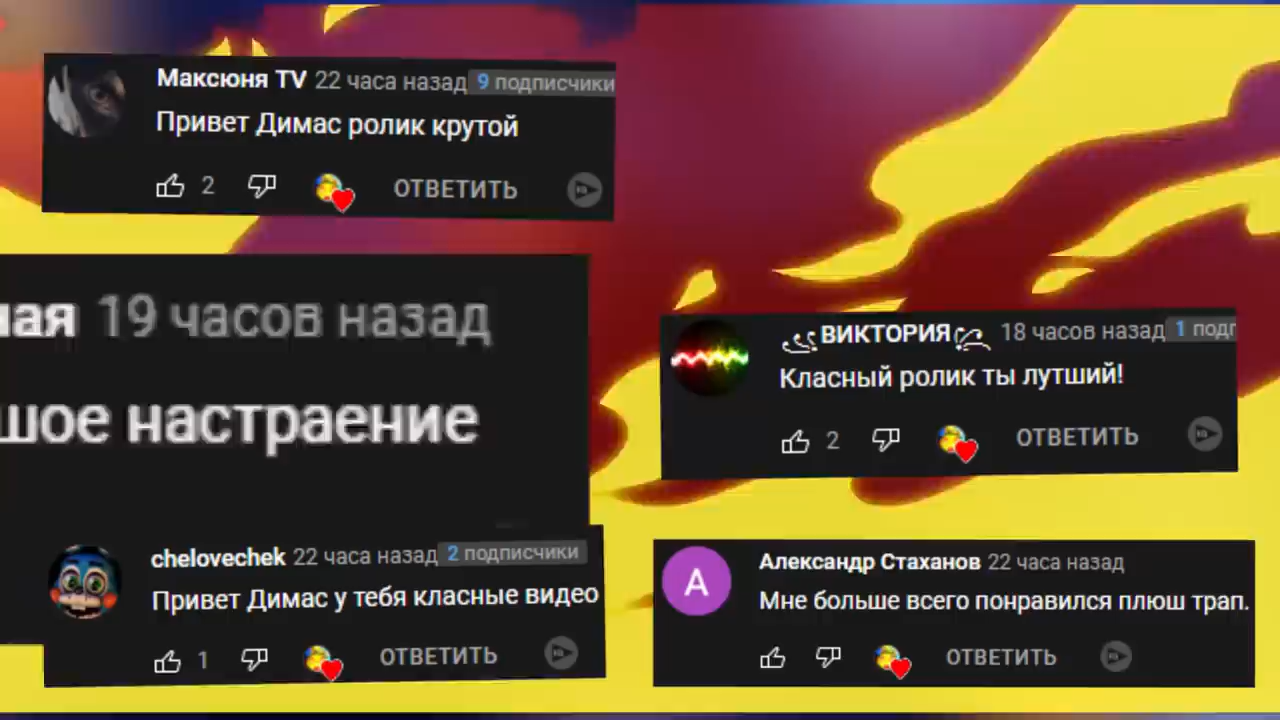 Максюня TV 22 часа назад 9 подписчики
Привет Димас ролик крутой
2 ОТВЕТИТЬ
19 часов назад
настраение
chelovechek 22 часа назад 2 подписчики
Привет Димас у тебя класные видео
1 ОТВЕТИТЬ
ВИКТОРИЯ 18 часов назад 1
Класный ролик ты лутший!
2 ОТВЕТИТЬ
А
Александр Стаханов 22 часа назад
Мне больше всего понравился плюш трап.
ОТВЕТИТЬ